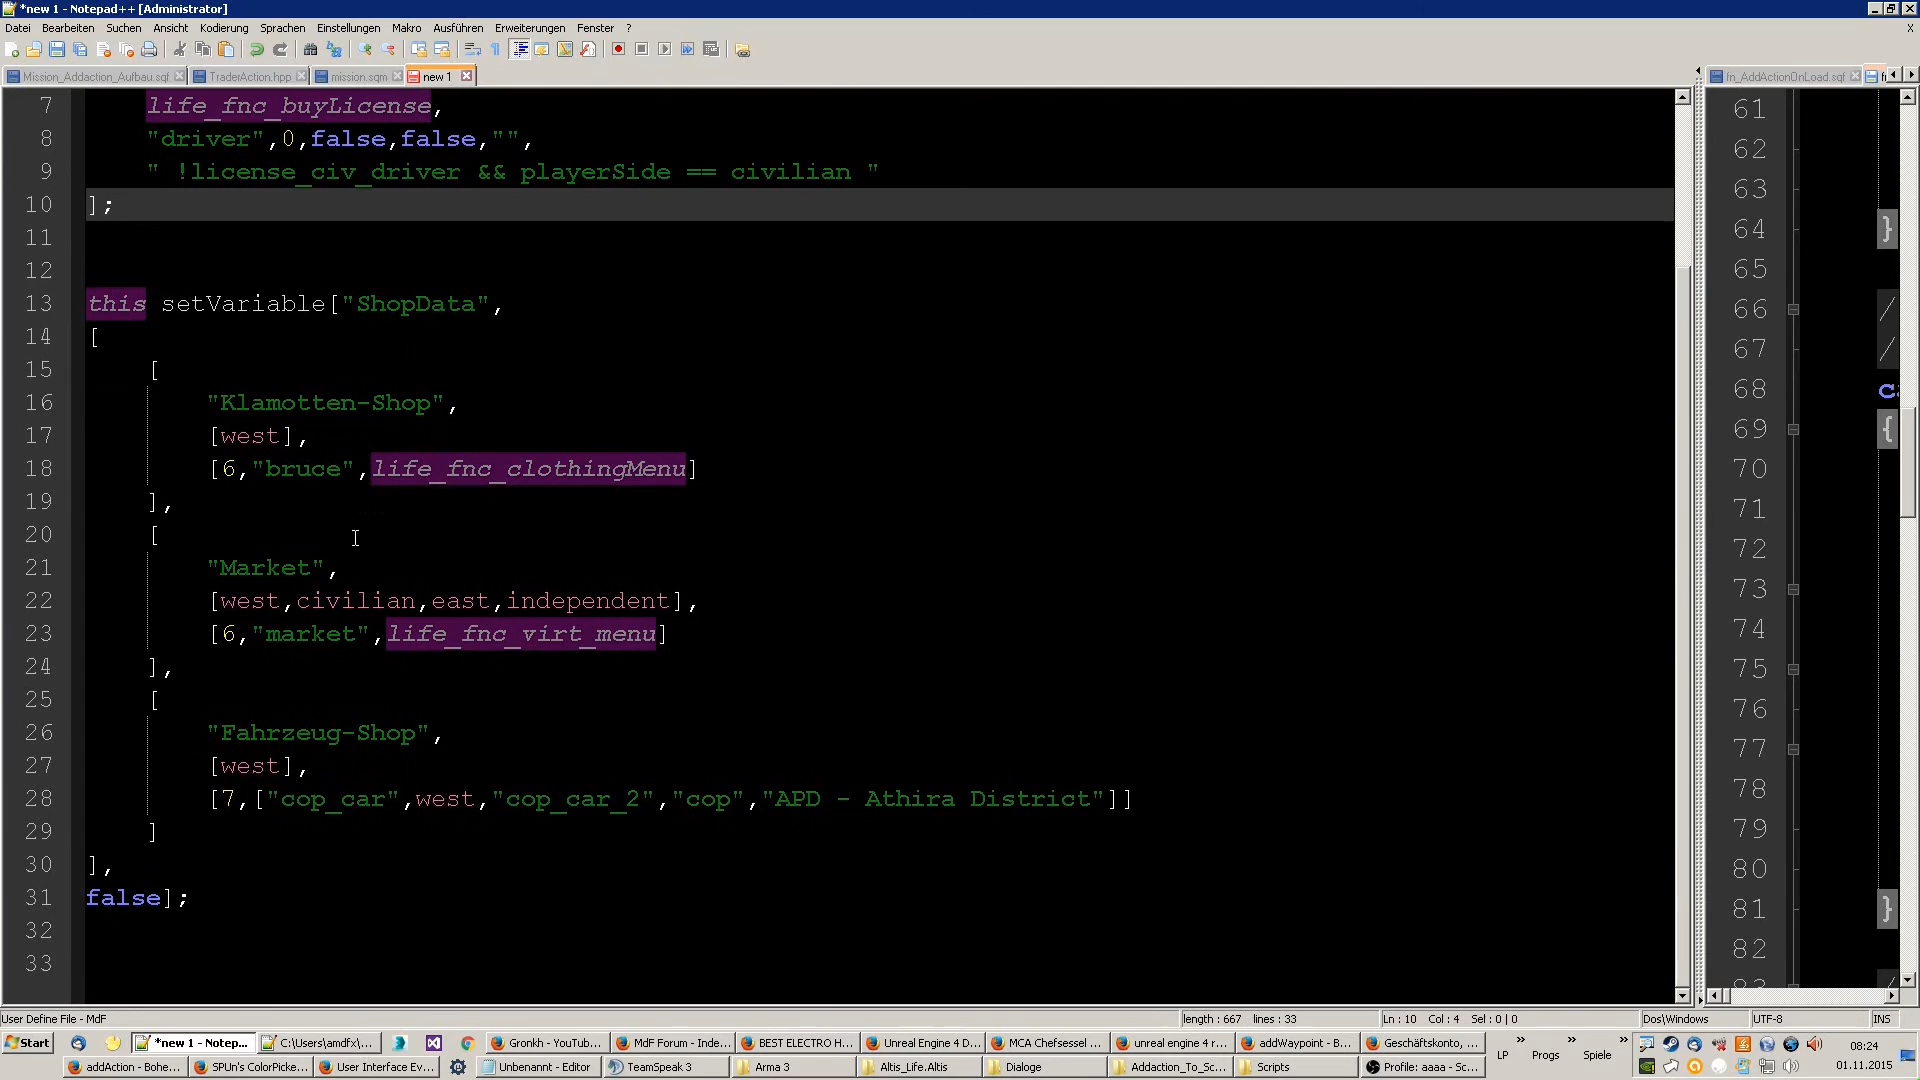 *new 1 - Notepad++ [Administrator]
Datei Bearbeiten Suchen Ansicht Kodierung Sprachen Einstellungen Makro Ausführen Erweiterungen Fenster ?
Mission_Addaction_Aufbau.sqf TraderAction.hpp mission.sqm new 1 fn_AddActionOnLoad.sqf
7 life_fnc_buyLicense,
8 "driver",0,false,false,"",
9 " !license_civ_driver && playerSide == civilian "
10 ];
11
12
13 this setVariable["ShopData",
14 [
15 [
16 "Klamotten-Shop",
17 [west],
18 [6,"bruce",life_fnc_clothingMenu]
19 ],
20 [
21 "Market",
22 [west,civilian,east,independent],
23 [6,"market",life_fnc_virt_menu]
24 ],
25 [
26 "Fahrzeug-Shop",
27 [west],
28 [7,["cop_car",west,"cop_car_2","cop","APD - Athira District"]]
29 ]
30 ],
31 false];
32
33
61
62
63
64 }
65
66 /
67 /
68 c
69 {
70
71
72
73
74
75
76
77
78
79
80
81 }
82
User Define File - MdF length : 667 lines : 33 Ln : 10 Col : 4 Sel : 0 | 0 Dos\Windows UTF-8 INS
Start *new 1 - Notep... C:\Users\amdfx\... Gronkh - YouTub... MdF Forum - Inde... BEST ELECTRO H... Unreal Engine 4 D... MCA Chefsessel ... unreal engine 4 r... addWaypoint - B... Geschäftskonto, ... LP Progs Spiele 08:24
addAction - Bohe... SPUn's ColorPicke... User Interface Ev... Unbenannt - Editor TeamSpeak 3 Arma 3 Altis_Life.Altis Dialoge Addaction_To_Sc... Scripts Profile: aaaa - Sc... 01.11.2015